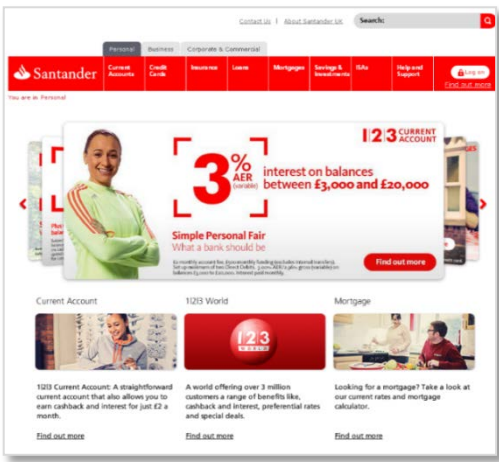 Contact Us | About Santander UK Search:
Personal Business Corporate & Commercial
Santander
Current Accounts Credit Cards Insurance Loans Mortgages Savings & Investments ISAs Help and Support Log on
Find out more
You are in: Personal
1|2|3 CURRENT ACCOUNT
3% AER (variable)
interest on balances
between £3,000 and £20,000
Simple Personal Fair
What a bank should be
Find out more
Current Account 1|2|3 World Mortgage
1|2|3 WORLD
1|2|3 Current Account: A straightforward
current account that also allows you to
earn cashback and interest for just £2 a
month.
Find out more
A world offering over 3 million
customers a range of benefits like,
cashback and interest, preferential rates
and special deals.
Find out more
Looking for a mortgage? Take a look at
our current rates and mortgage
calculator.
Find out more